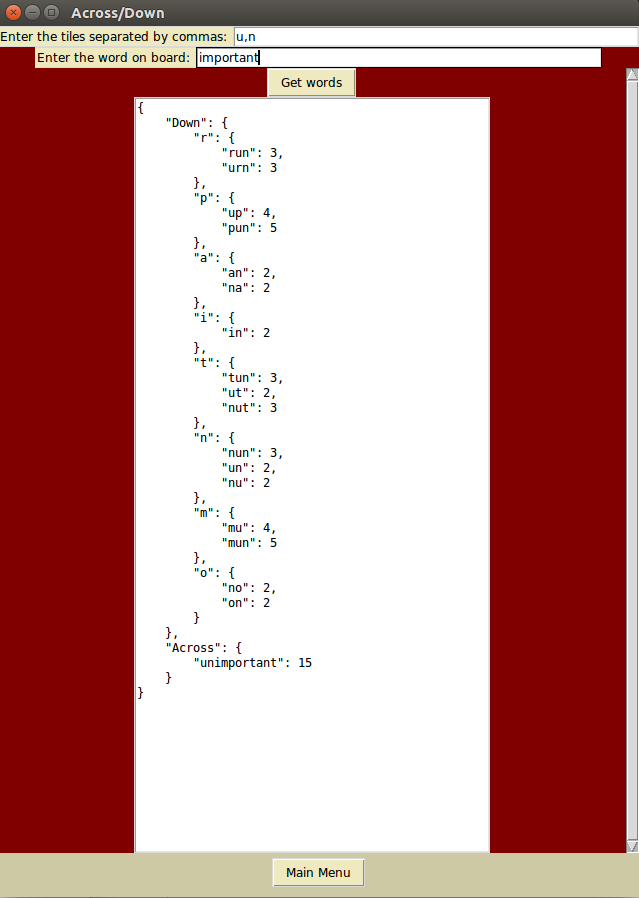 Across/Down
Enter the tiles separated by commas: u,n
Enter the word on board: important
Get words
{
    "Down": {
        "r": {
            "run": 3,
            "urn": 3
        },
        "p": {
            "up": 4,
            "pun": 5
        },
        "a": {
            "an": 2,
            "na": 2
        },
        "i": {
            "in": 2
        },
        "t": {
            "tun": 3,
            "ut": 2,
            "nut": 3
        },
        "n": {
            "nun": 3,
            "un": 2,
            "nu": 2
        },
        "m": {
            "mu": 4,
            "mun": 5
        },
        "o": {
            "no": 2,
            "on": 2
        }
    },
    "Across": {
        "unimportant": 15
    }
}
Main Menu